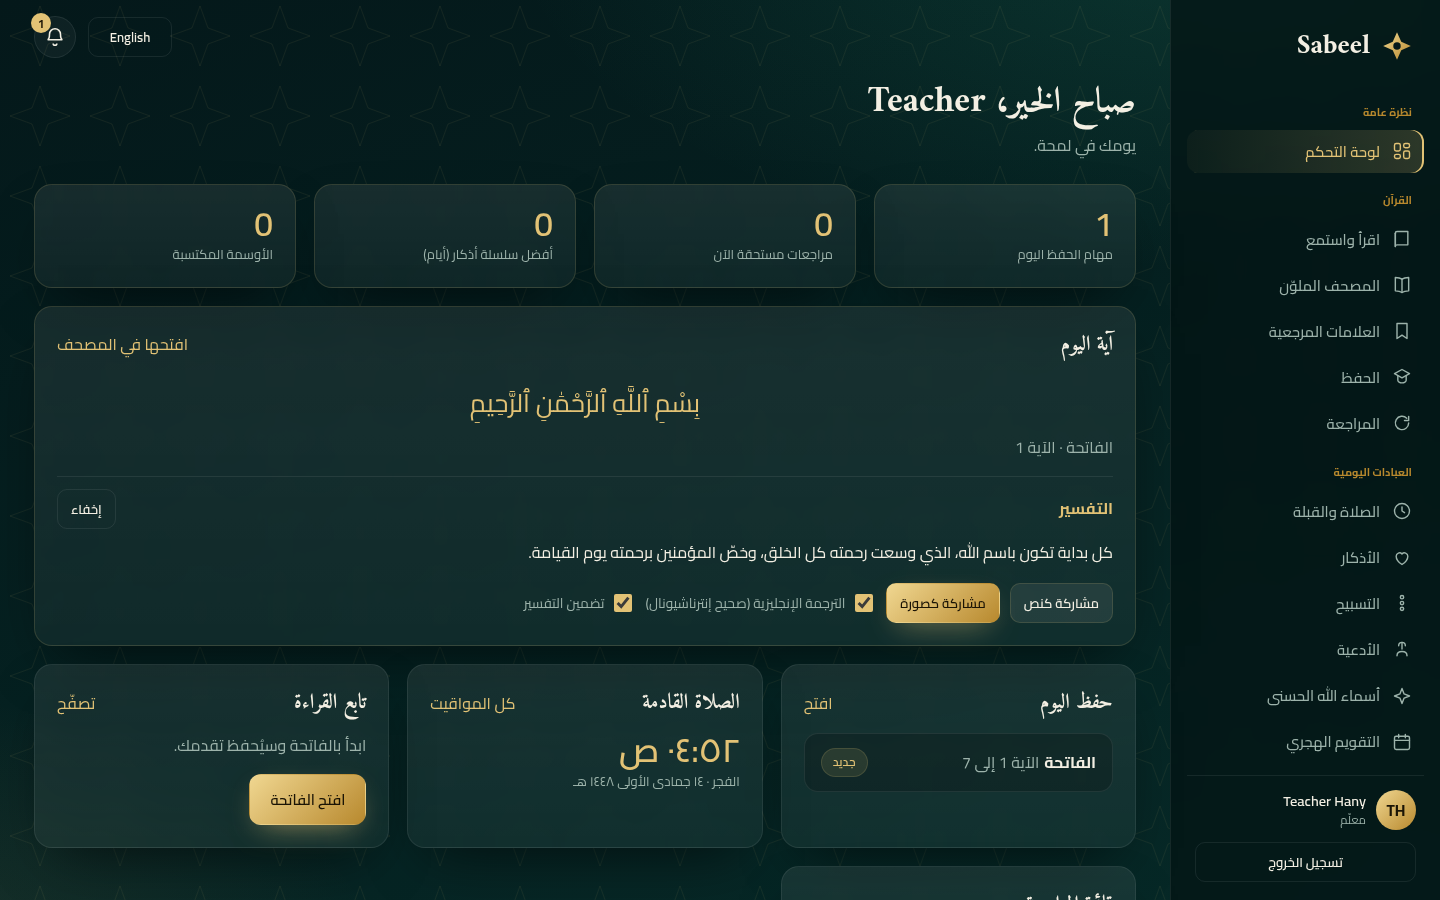 Sabeel
نظرة عامة
لوحة التحكم
القرآن
اقرأ واستمع
المصحف الملوّن
العلامات المرجعية
الحفظ
المراجعة
العبادات اليومية
الصلاة والقبلة
الأذكار
التسبيح
الأدعية
أسماء الله الحسنى
التقويم الهجري
TH
Teacher Hany
معلّم
تسجيل الخروج
English
1
صباح الخير، Teacher
يومك في لمحة.
1
مهام الحفظ اليوم
0
مراجعات مستحقة الآن
0
أفضل سلسلة أذكار (أيام)
0
الأوسمة المكتسبة
آية اليوم
افتحها في المصحف
بِسْمِ ٱللَّهِ ٱلرَّحْمَٰنِ ٱلرَّحِيمِ
الفاتحة · الآية 1
التفسير
إخفاء
كل بداية تكون باسم الله، الذي وسعت رحمته كل الخلق، وخصّ المؤمنين برحمته يوم القيامة.
مشاركة كنص
مشاركة كصورة
الترجمة الإنجليزية (صحيح إنترناشيونال)
تضمين التفسير
حفظ اليوم
افتح
الفاتحة الآية 1 إلى 7
جديد
الصلاة القادمة
كل المواقيت
٠٤:٥٢ ص
الفجر · ١٤ جمادى الأولى ١٤٤٨ هـ
تابع القراءة
تصفّح
ابدأ بالفاتحة وسيُحفظ تقدمك.
افتح الفاتحة